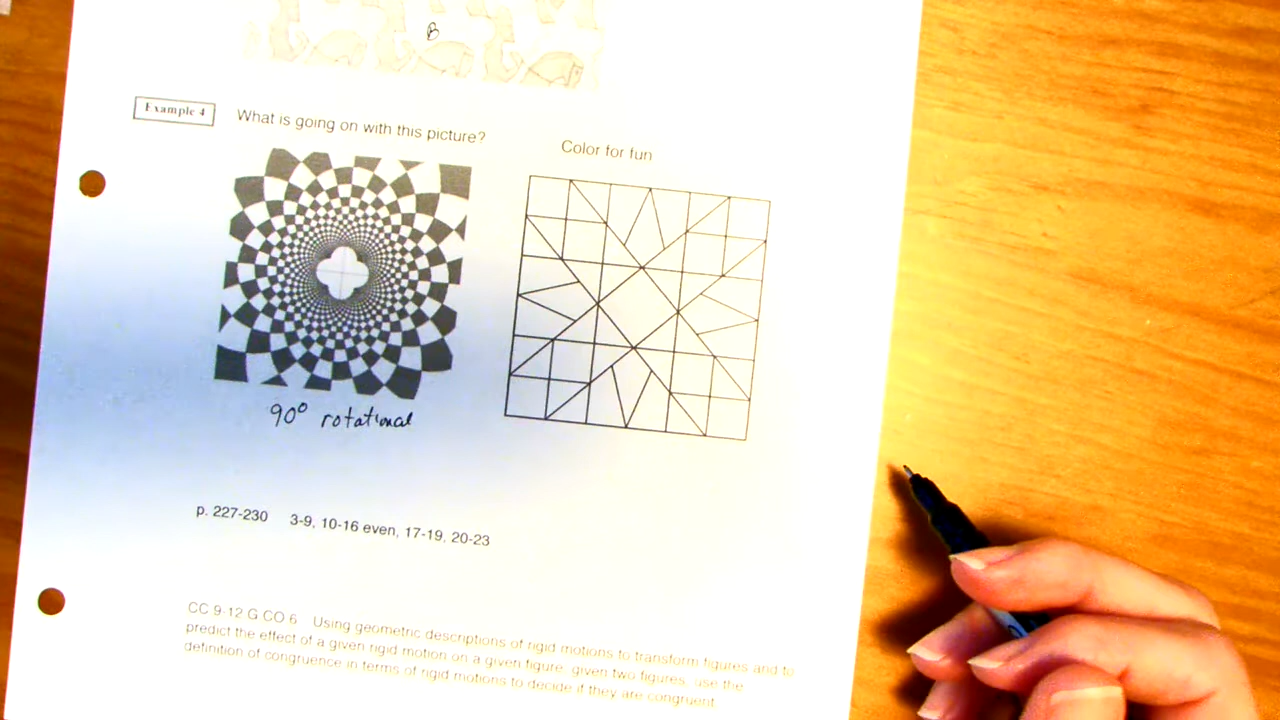 B
Example 4
What is going on with this picture?
Color for fun
90° rotational
p. 227-230 3-9, 10-16 even, 17-19, 20-23
CC 9-12 G CO 6 Using geometric descriptions of rigid motions to transform figures and to
predict the effect of a given rigid motion on a given figure; given two figures, use the
definition of congruence in terms of rigid motions to decide if they are congruent.